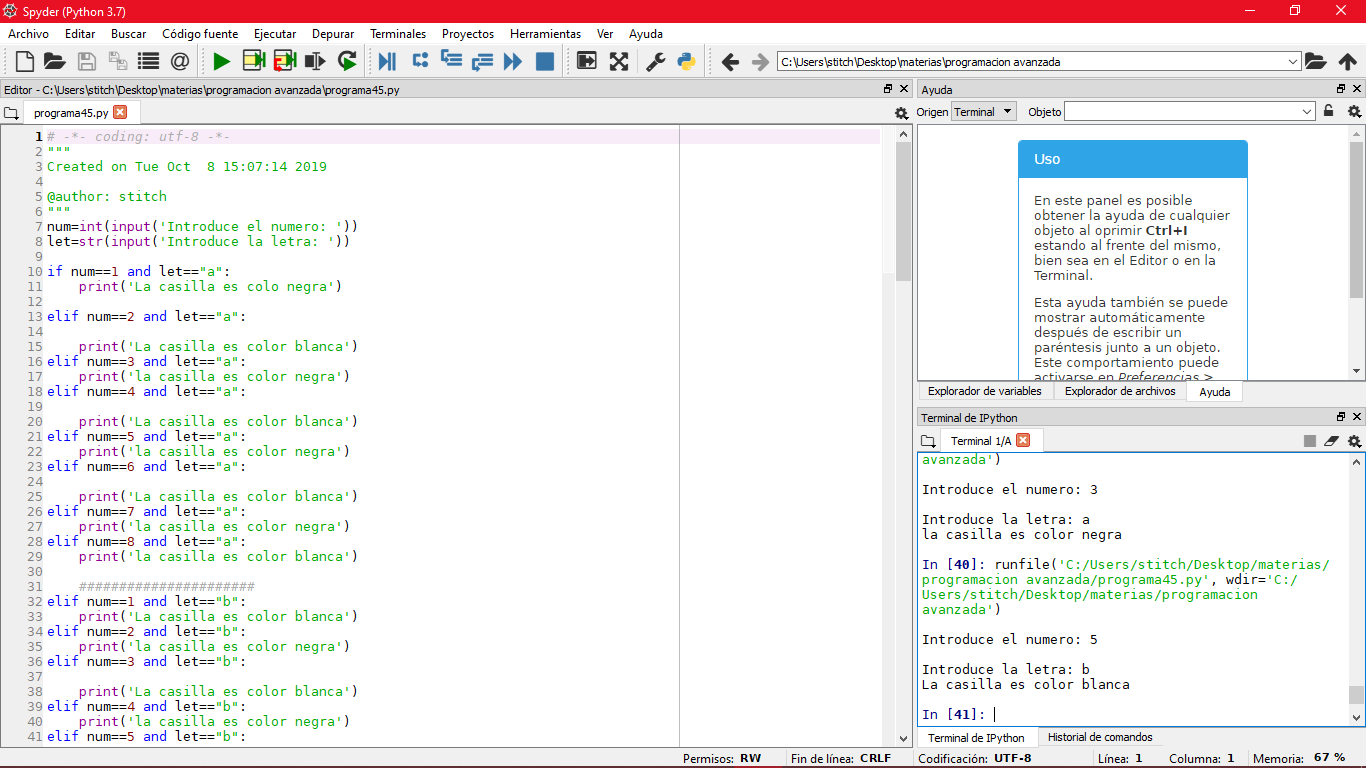 Spyder (Python 3.7)
Archivo Editar Buscar Código fuente Ejecutar Depurar Terminales Proyectos Herramientas Ver Ayuda
C:\Users\stitch\Desktop\materias\programacion avanzada
Editor - C:\Users\stitch\Desktop\materias\programacion avanzada\programa45.py
programa45.py
1 # -*- coding: utf-8 -*-
2 """
3 Created on Tue Oct  8 15:07:14 2019
4
5 @author: stitch
6 """
7 num=int(input('Introduce el numero: '))
8 let=str(input('Introduce la letra: '))
9
10 if num==1 and let=="a":
11     print('La casilla es colo negra')
12
13 elif num==2 and let=="a":
14
15     print('La casilla es color blanca')
16 elif num==3 and let=="a":
17     print('la casilla es color negra')
18 elif num==4 and let=="a":
19
20     print('La casilla es color blanca')
21 elif num==5 and let=="a":
22     print('la casilla es color negra')
23 elif num==6 and let=="a":
24
25     print('La casilla es color blanca')
26 elif num==7 and let=="a":
27     print('la casilla es color negra')
28 elif num==8 and let=="a":
29     print('la casilla es color blanca')
30
31     ######################
32 elif num==1 and let=="b":
33     print('La casilla es color blanca')
34 elif num==2 and let=="b":
35     print('la casilla es color negra')
36 elif num==3 and let=="b":
37
38     print('La casilla es color blanca')
39 elif num==4 and let=="b":
40     print('la casilla es color negra')
41 elif num==5 and let=="b":
Ayuda
Origen Terminal Objeto
Uso
En este panel es posible
obtener la ayuda de cualquier
objeto al oprimir Ctrl+I
estando al frente del mismo,
bien sea en el Editor o en la
Terminal.
Esta ayuda también se puede
mostrar automáticamente
después de escribir un
paréntesis junto a un objeto.
Este comportamiento puede
activarse en Preferencias >
Explorador de variables Explorador de archivos Ayuda
Terminal de IPython
Terminal 1/A
avanzada')
Introduce el numero: 3
Introduce la letra: a
la casilla es color negra
In [40]: runfile('C:/Users/stitch/Desktop/materias/
programacion avanzada/programa45.py', wdir='C:/
Users/stitch/Desktop/materias/programacion
avanzada')
Introduce el numero: 5
Introduce la letra: b
La casilla es color blanca
In [41]:
Terminal de IPython Historial de comandos
Permisos: RW Fin de línea: CRLF Codificación: UTF-8 Línea: 1 Columna: 1 Memoria: 67 %